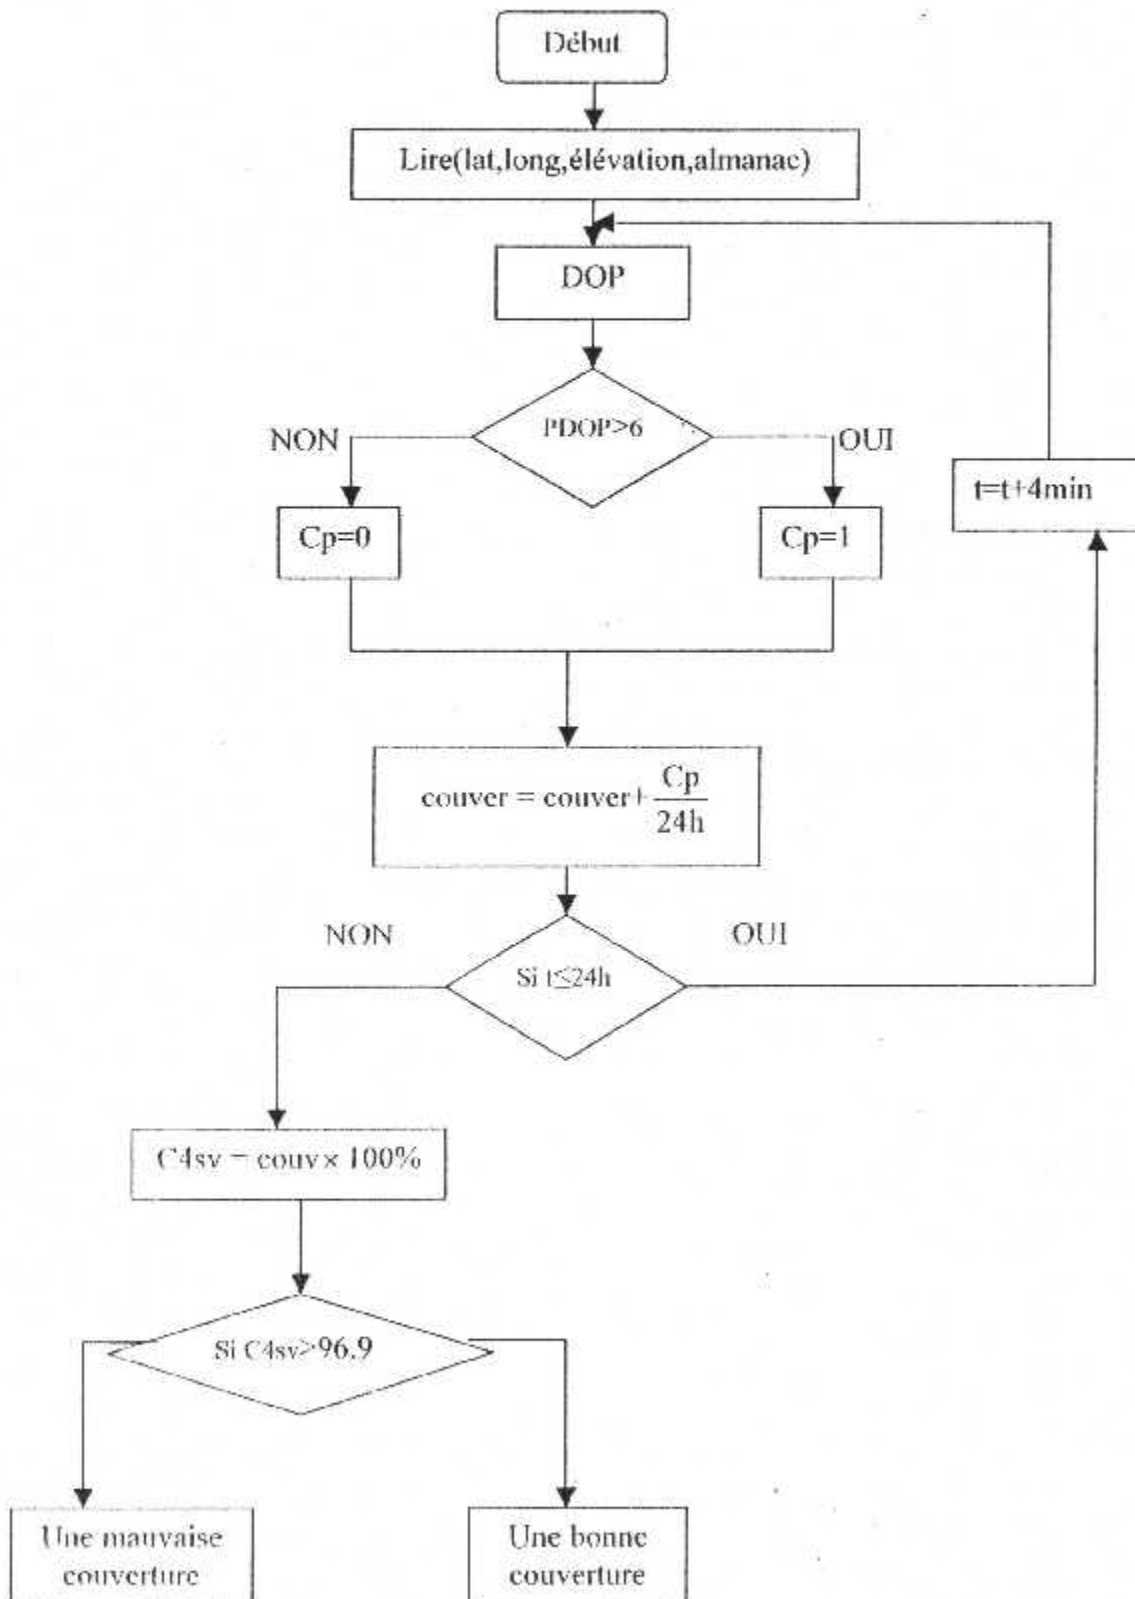 Début
Lire(lat,long,élévation,almanac)
DOP
PDOP>6
NON
OUI
t=t+4min
Cp=0
Cp=1
couver = couver+ Cp
24h
NON
OUI
Si t≤24h
C4sv = couv× 100%
Si C4sv>96.9
Une mauvaise
couverture
Une bonne
couverture